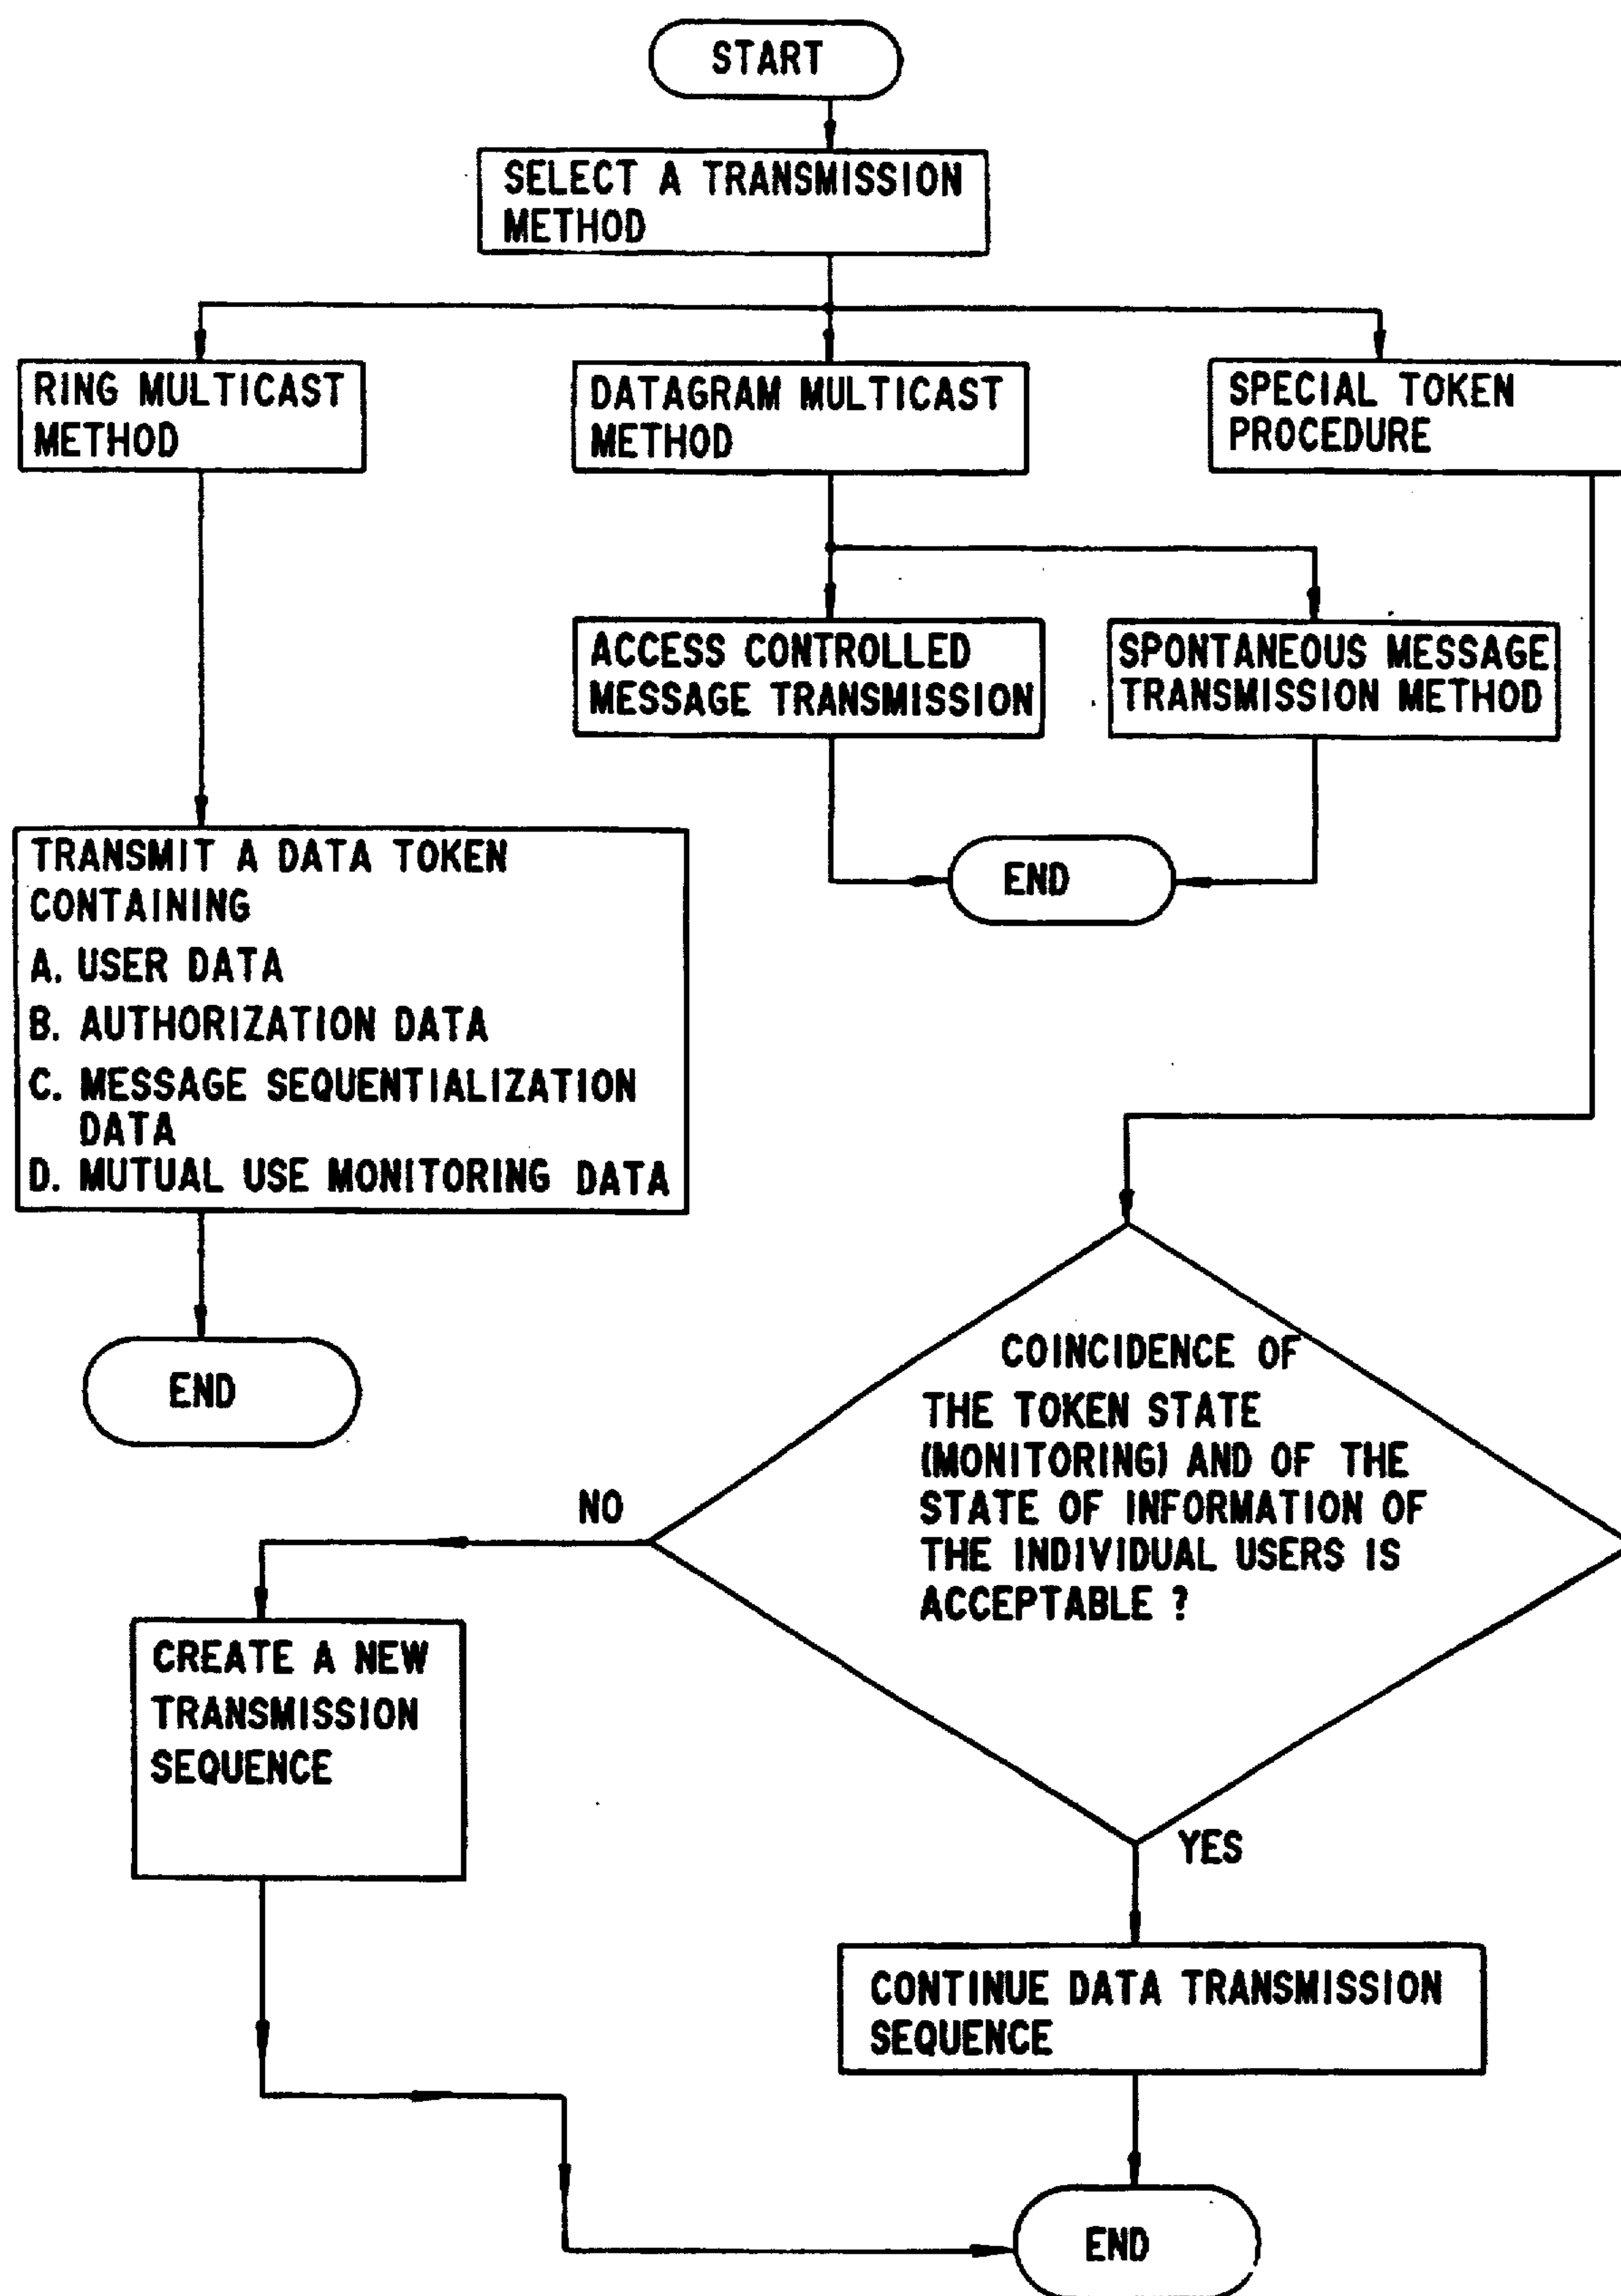 START
SELECT A TRANSMISSION
METHOD
RING MULTICAST
METHOD
DATAGRAM MULTICAST
METHOD
SPECIAL TOKEN
PROCEDURE
ACCESS CONTROLLED
MESSAGE TRANSMISSION
SPONTANEOUS MESSAGE
TRANSMISSION METHOD
END
TRANSMIT A DATA TOKEN
CONTAINING
A. USER DATA
B. AUTHORIZATION DATA
C. MESSAGE SEQUENTIALIZATION
DATA
D. MUTUAL USE MONITORING DATA
END
COINCIDENCE OF
THE TOKEN STATE
(MONITORING) AND OF THE
STATE OF INFORMATION OF
THE INDIVIDUAL USERS IS
ACCEPTABLE ?
NO
CREATE A NEW
TRANSMISSION
SEQUENCE
YES
CONTINUE DATA TRANSMISSION
SEQUENCE
END